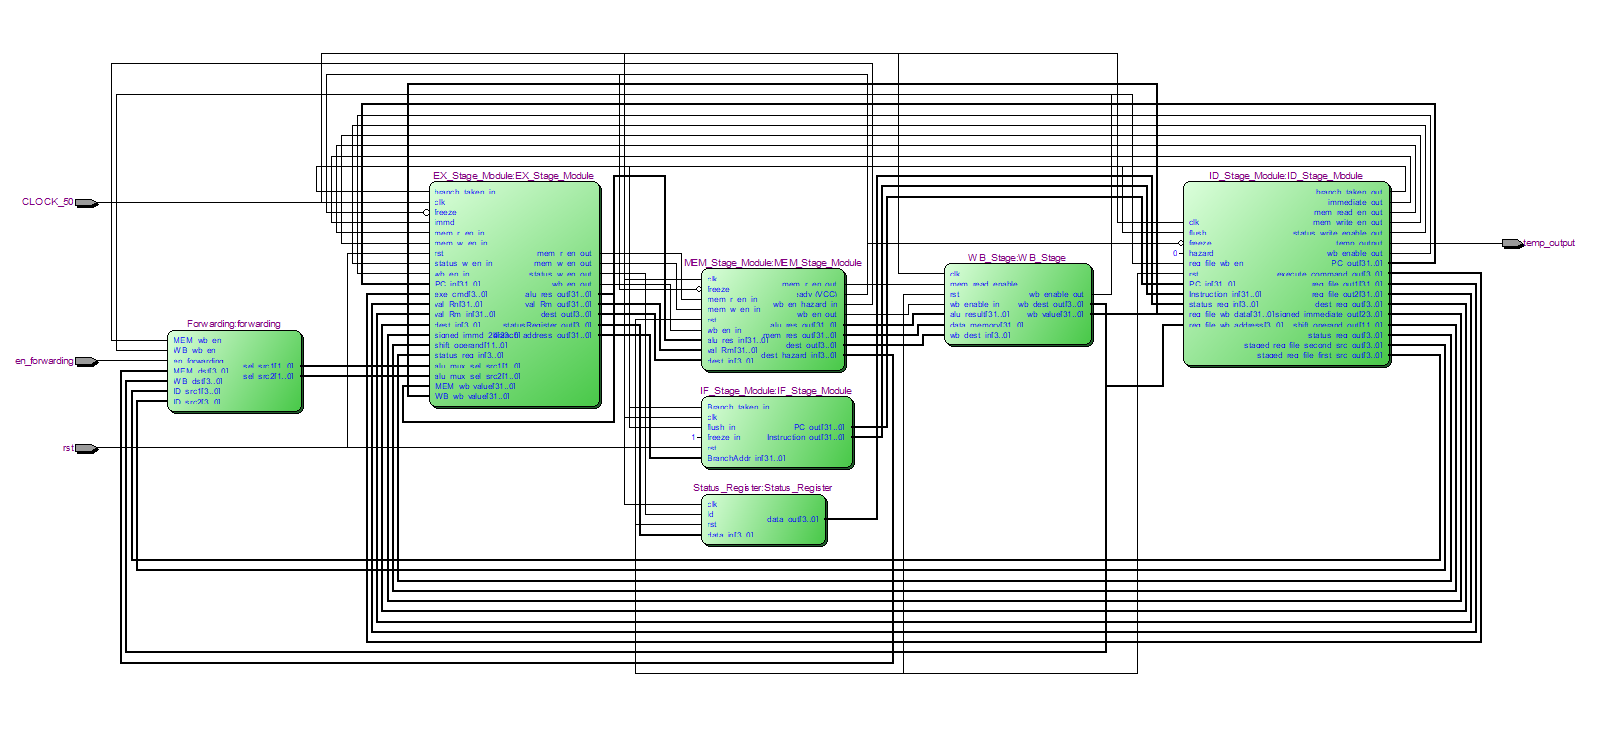 CLOCK_50
en_forwarding
rst
Forwarding:forwarding
MEM_wb_en
WB_wb_en
en_forwarding
MEM_dst[3..0]
WB_dst[3..0]
ID_src1[3..0]
ID_src2[3..0]
sel_src1[1..0]
sel_src2[1..0]
EX_Stage_Module:EX_Stage_Module
branch_taken_in
clk
freeze
immd
mem_r_en_in
mem_w_en_in
rst
status_w_en_in
wb_en_in
PC_in[31..0]
exe_cmd[3..0]
val_Rn[31..0]
val_Rm_in[31..0]
dest_in[3..0]
signed_immd_24[23..0]
shift_operand[11..0]
status_reg_in[3..0]
alu_mux_sel_src1[1..0]
alu_mux_sel_src2[1..0]
MEM_wb_value[31..0]
WB_wb_value[31..0]
mem_r_en_out
mem_w_en_out
status_w_en_out
wb_en_out
alu_res_out[31..0]
val_Rm_out[31..0]
dest_out[3..0]
statusRegister_out[3..0]
address_out[31..0]
MEM_Stage_Module:MEM_Stage_Module
clk
freeze
mem_r_en_in
mem_w_en_in
rst
wb_en_in
alu_res_in[31..0]
val_Rm[31..0]
dest_in[3..0]
mem_r_en_out
(VCC)
wb_en_hazard_in
wb_en_out
alu_res_out[31..0]
mem_res_out[31..0]
dest_out[3..0]
dest_hazard_in[3..0]
IF_Stage_Module:IF_Stage_Module
Branch_taken_in
clk
flush_in
1
freeze_in
rst
BranchAddr_in[31..0]
PC_out[31..0]
Instruction_out[31..0]
Status_Register:Status_Register
clk
ld
rst
data_in[3..0]
data_out[3..0]
WB_Stage:WB_Stage
clk
mem_read_enable
rst
wb_enable_in
alu_result[31..0]
data_memory[31..0]
wb_dest_in[3..0]
wb_enable_out
wb_dest_out[3..0]
wb_value[31..0]
ID_Stage_Module:ID_Stage_Module
clk
flush
freeze
0
hazard
reg_file_wb_en
rst
PC_in[31..0]
Instruction_in[31..0]
status_reg_in[3..0]
reg_file_wb_data[31..0]
reg_file_wb_address[3..0]
branch_taken_out
immediate_out
mem_read_en_out
mem_write_en_out
status_write_enable_out
temp_output
wb_enable_out
PC_out[31..0]
execute_command_out[3..0]
reg_file_out1[31..0]
reg_file_out2[31..0]
dest_reg_out[3..0]
signed_immediate_out[23..0]
shift_operand_out[11..0]
status_reg_out[3..0]
staged_reg_file_second_src_out[3..0]
staged_reg_file_first_src_out[3..0]
temp_output